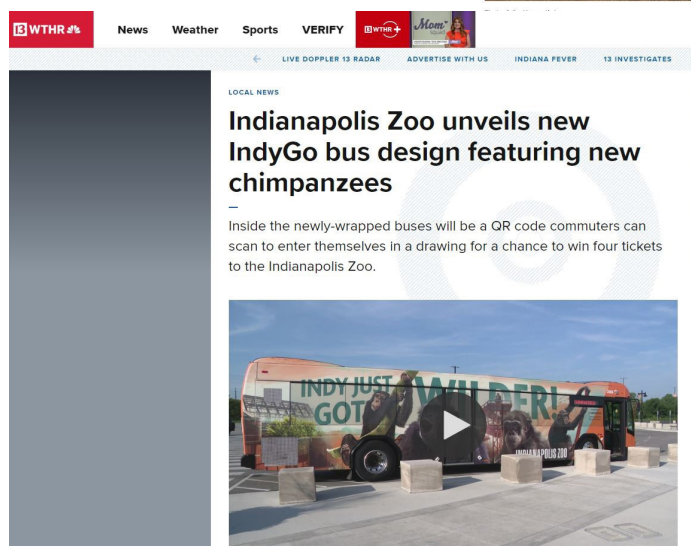 13 WTHR
News
Weather
Sports
VERIFY
13 WTHR +
Mom
squad
LIVE DOPPLER 13 RADAR
ADVERTISE WITH US
INDIANA FEVER
13 INVESTIGATES
LOCAL NEWS
Indianapolis Zoo unveils new
IndyGo bus design featuring new
chimpanzees
Inside the newly-wrapped buses will be a QR code commuters can
scan to enter themselves in a drawing for a chance to win four tickets
to the Indianapolis Zoo.
INDY JUST
GOT
WILDER!
INDIANAPOLIS ZOO